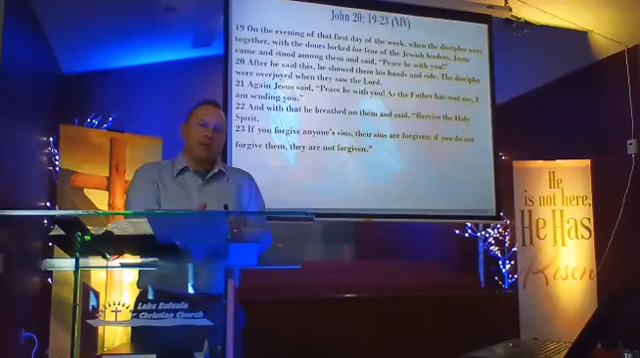 John 20: 19-23 (NIV)
19 On the evening of that first day of the week, when the disciples were
together, with the doors locked for fear of the Jewish leaders, Jesus
came and stood among them and said, "Peace be with you!"
20 After he said this, he showed them his hands and side. The disciples
were overjoyed when they saw the Lord.
21 Again Jesus said, "Peace be with you! As the Father has sent me, I
am sending you."
22 And with that he breathed on them and said, "Receive the Holy
Spirit.
23 If you forgive anyone's sins, their sins are forgiven; if you do not
forgive them, they are not forgiven."
He
is not here,
He Has
Risen
Lake Eufaula
Christian Church